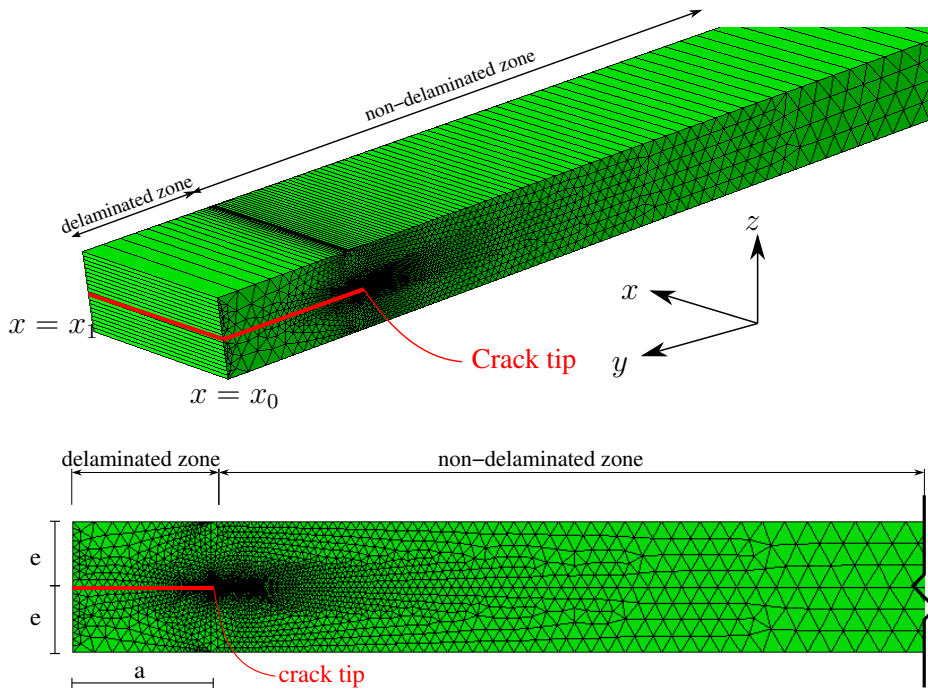 non−delaminated zone
delaminated zone
z
x
x = x₁
y
Crack tip
x = x₀
delaminated zone
non−delaminated zone
e
e
a
crack tip